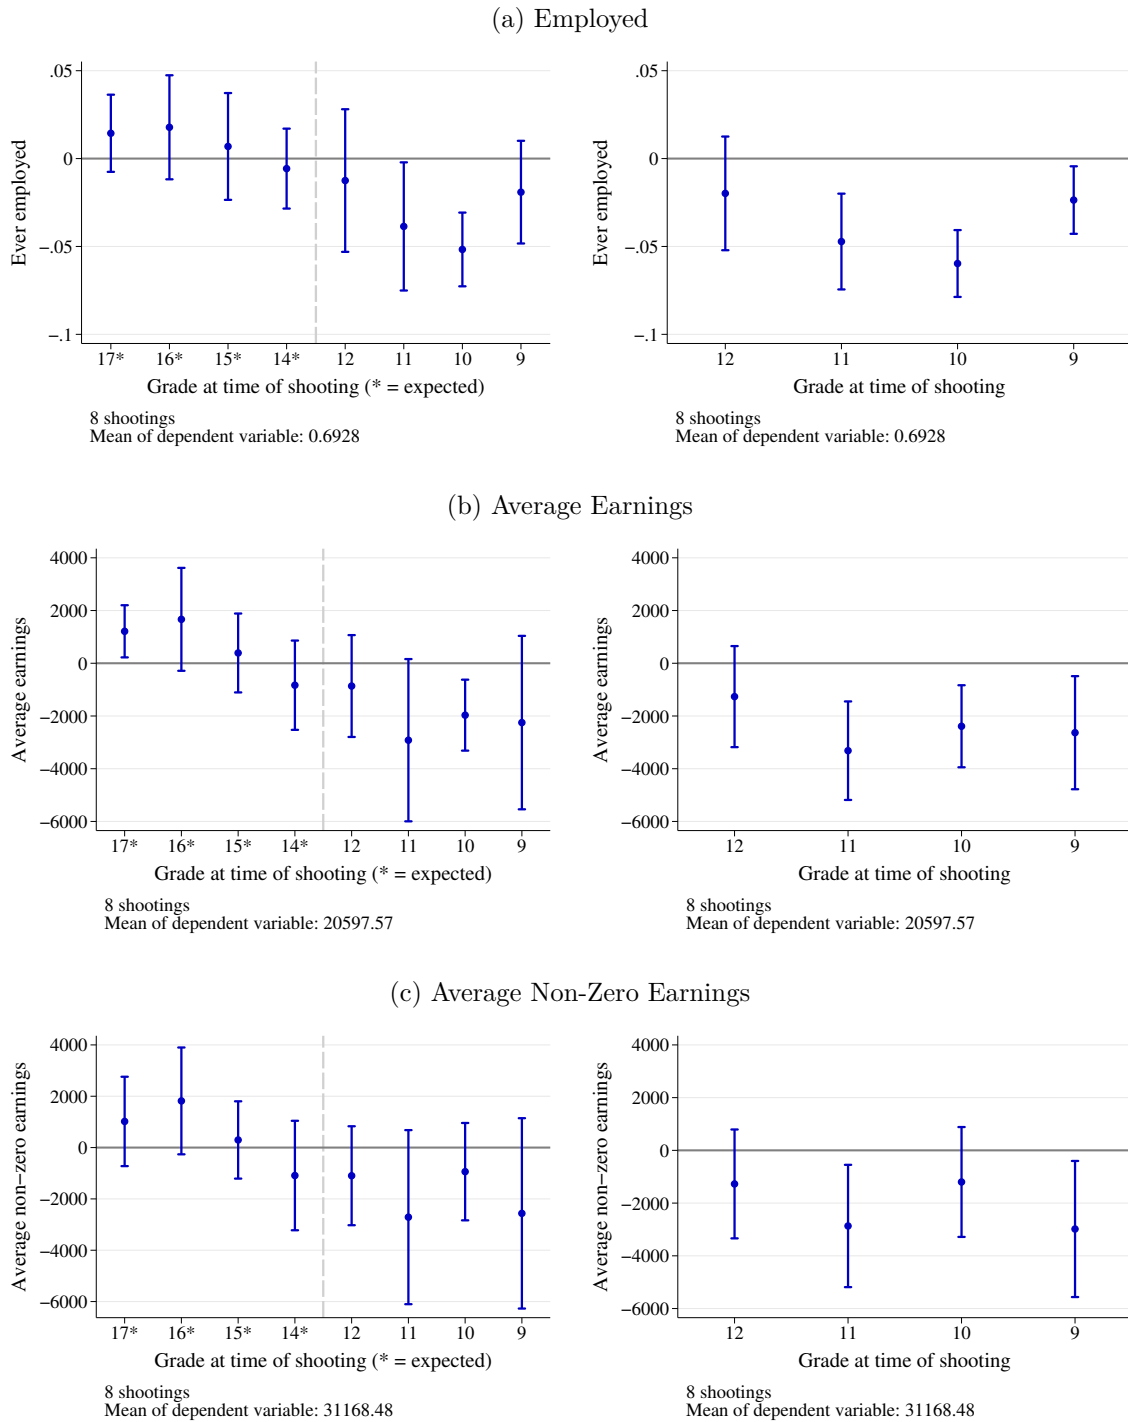 (a) Employed
Ever employed
.05
0
−.05
−.1
17* 16* 15* 14* 12 11 10 9
Grade at time of shooting (* = expected)
8 shootings
Mean of dependent variable: 0.6928
Ever employed
.05
0
−.05
−.1
12 11 10 9
Grade at time of shooting
8 shootings
Mean of dependent variable: 0.6928
(b) Average Earnings
Average earnings
4000
2000
0
−2000
−4000
−6000
17* 16* 15* 14* 12 11 10 9
Grade at time of shooting (* = expected)
8 shootings
Mean of dependent variable: 20597.57
Average earnings
4000
2000
0
−2000
−4000
−6000
12 11 10 9
Grade at time of shooting
8 shootings
Mean of dependent variable: 20597.57
(c) Average Non-Zero Earnings
Average non−zero earnings
4000
2000
0
−2000
−4000
−6000
17* 16* 15* 14* 12 11 10 9
Grade at time of shooting (* = expected)
8 shootings
Mean of dependent variable: 31168.48
Average non−zero earnings
4000
2000
0
−2000
−4000
−6000
12 11 10 9
Grade at time of shooting
8 shootings
Mean of dependent variable: 31168.48